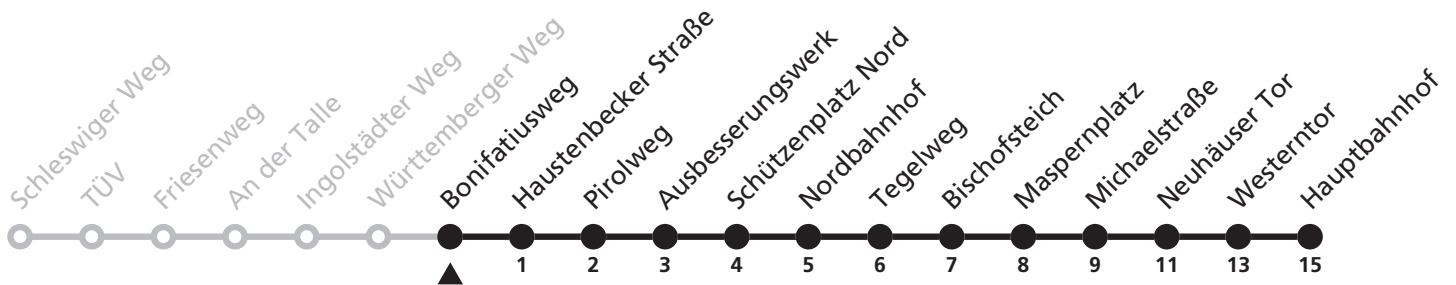 Schleswiger Weg
TÜV
Friesenweg
An der Talle
Ingolstädter Weg
Württemberger Weg
Bonifatiusweg
Haustenbecker Straße
Pirolweg
Ausbesserungswerk
Schützenplatz Nord
Nordbahnhof
Tegelweg
Bischofsteich
Maspernplatz
Michaelstraße
Neuhäuser Tor
Westerntor
Hauptbahnhof
1 2 3 4 5 6 7 8 9 11 13 15